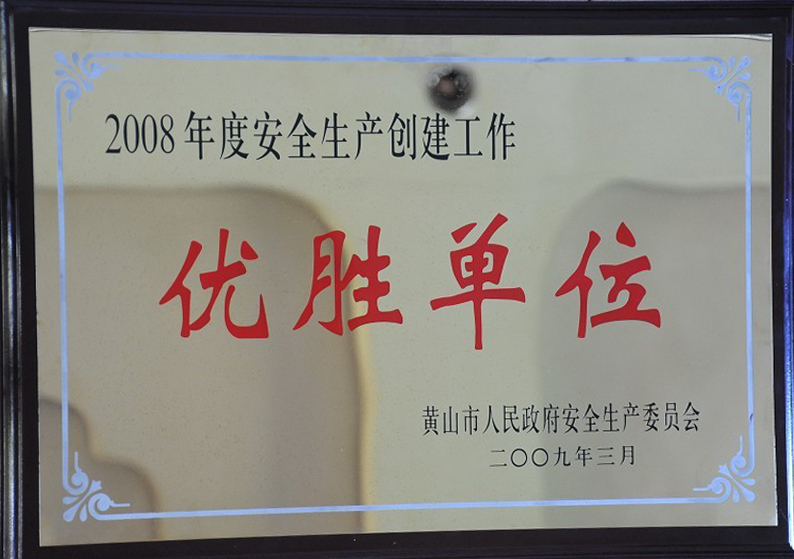 2008年度安全生产创建工作
优胜单位
黄山市人民政府安全生产委员会
二〇〇九年三月